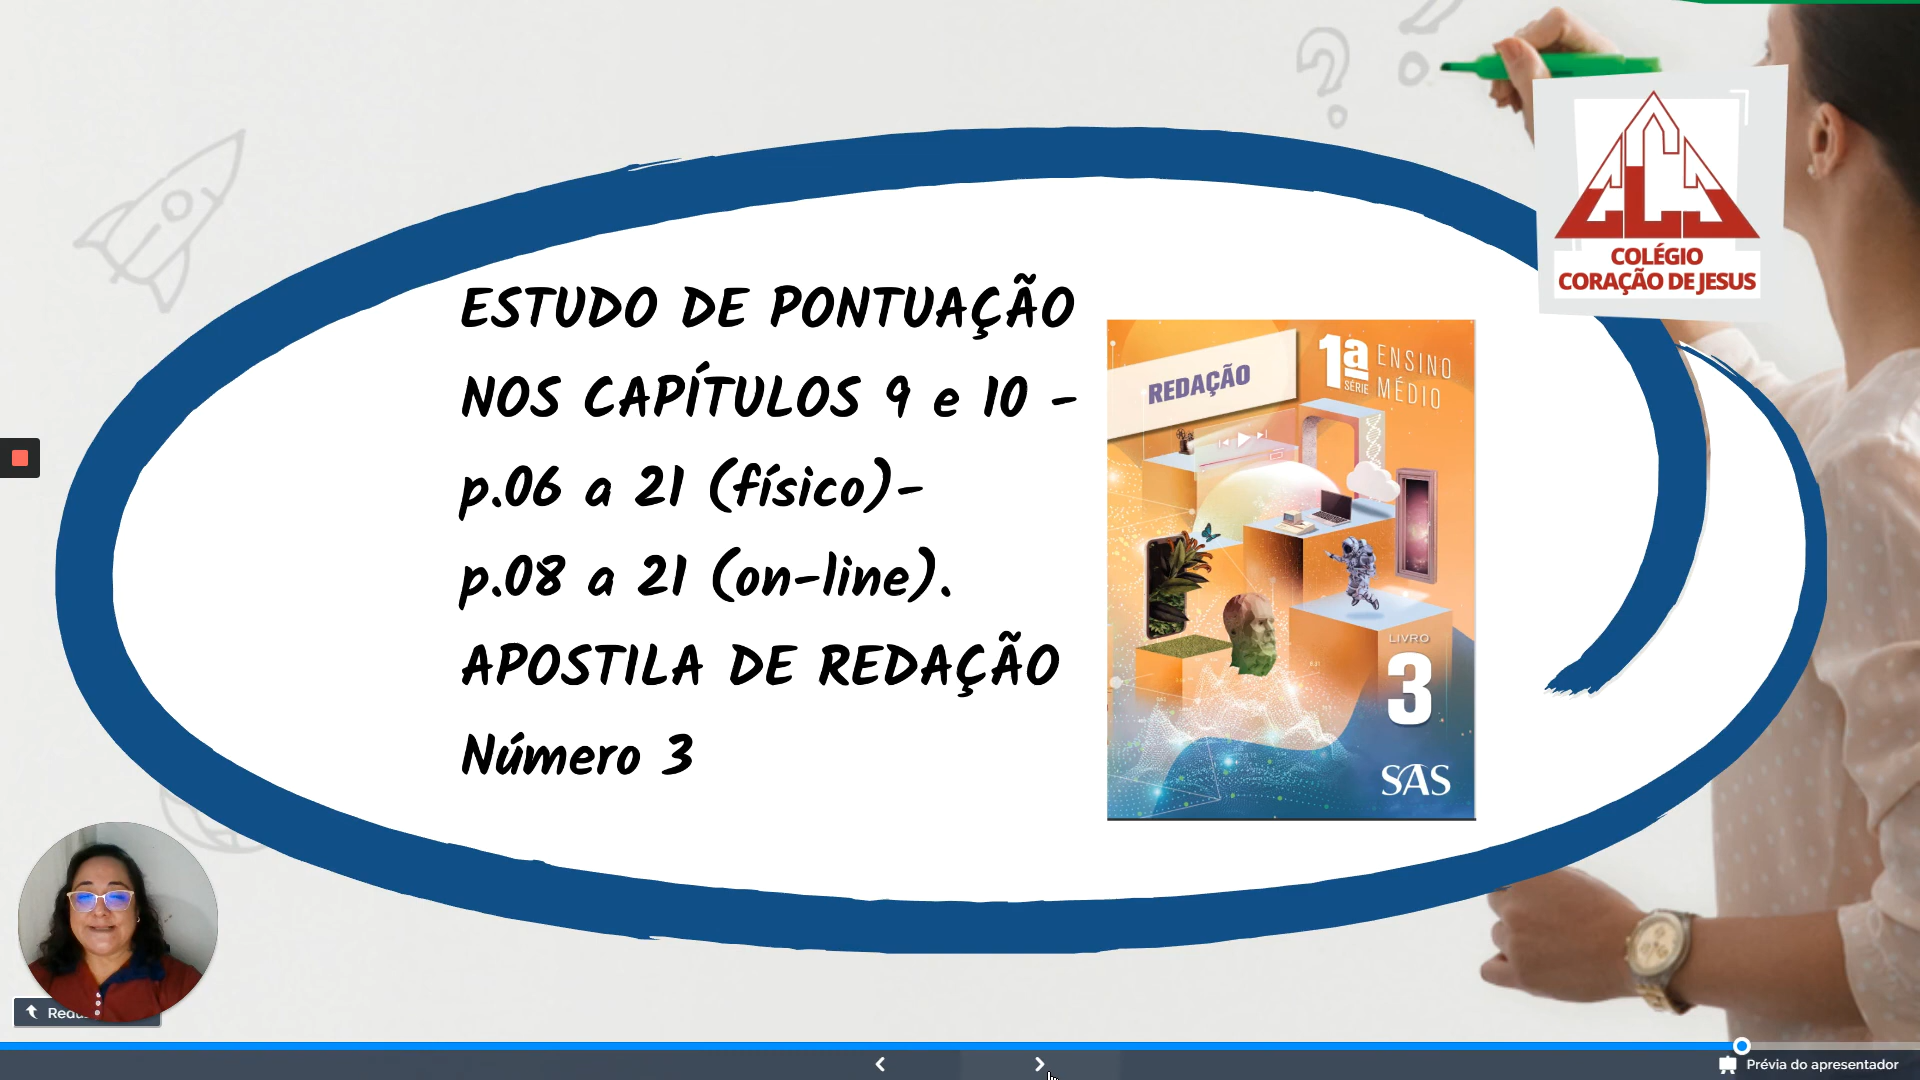 ESTUDO DE PONTUAÇÃO
NOS CAPÍTULOS 9 e 10 -
p.06 a 21 (físico)-
p.08 a 21 (on-line).
APOSTILA DE REDAÇÃO
Número 3
COLÉGIO
CORAÇÃO DE JESUS
REDAÇÃO
1ª SÉRIE ENSINO
MÉDIO
LIVRO
3
SAS
Prévia do apresentador